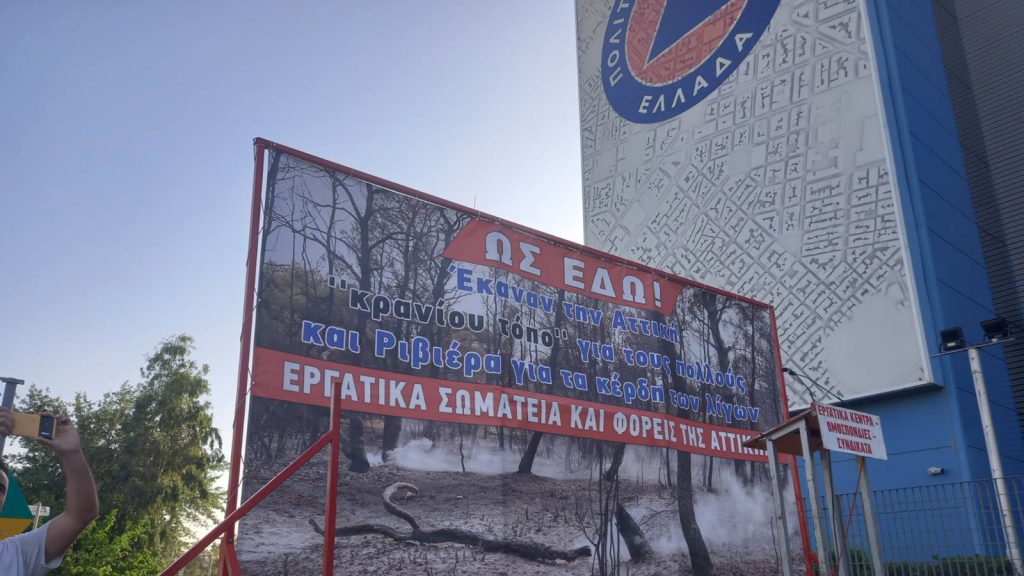 ΠΟΛΙΤ
ΕΛΛΑΔΑ
ΩΣ ΕΔΩ!
Έκαναν την Αττική
"κρανίου τόπο" για τους πολλούς
και Ριβιέρα για τα κέρδη των λίγων
ΕΡΓΑΤΙΚΑ ΣΩΜΑΤΕΙΑ ΚΑΙ ΦΟΡΕΙΣ ΤΗΣ ΑΤΤΙΚΗ
ΕΡΓΑΤΙΚΑ ΚΕΝΤΡΑ
ΟΜΟΣΠΟΝΔΙΕΣ
ΣΥΝΔΙΚΑΤΑ